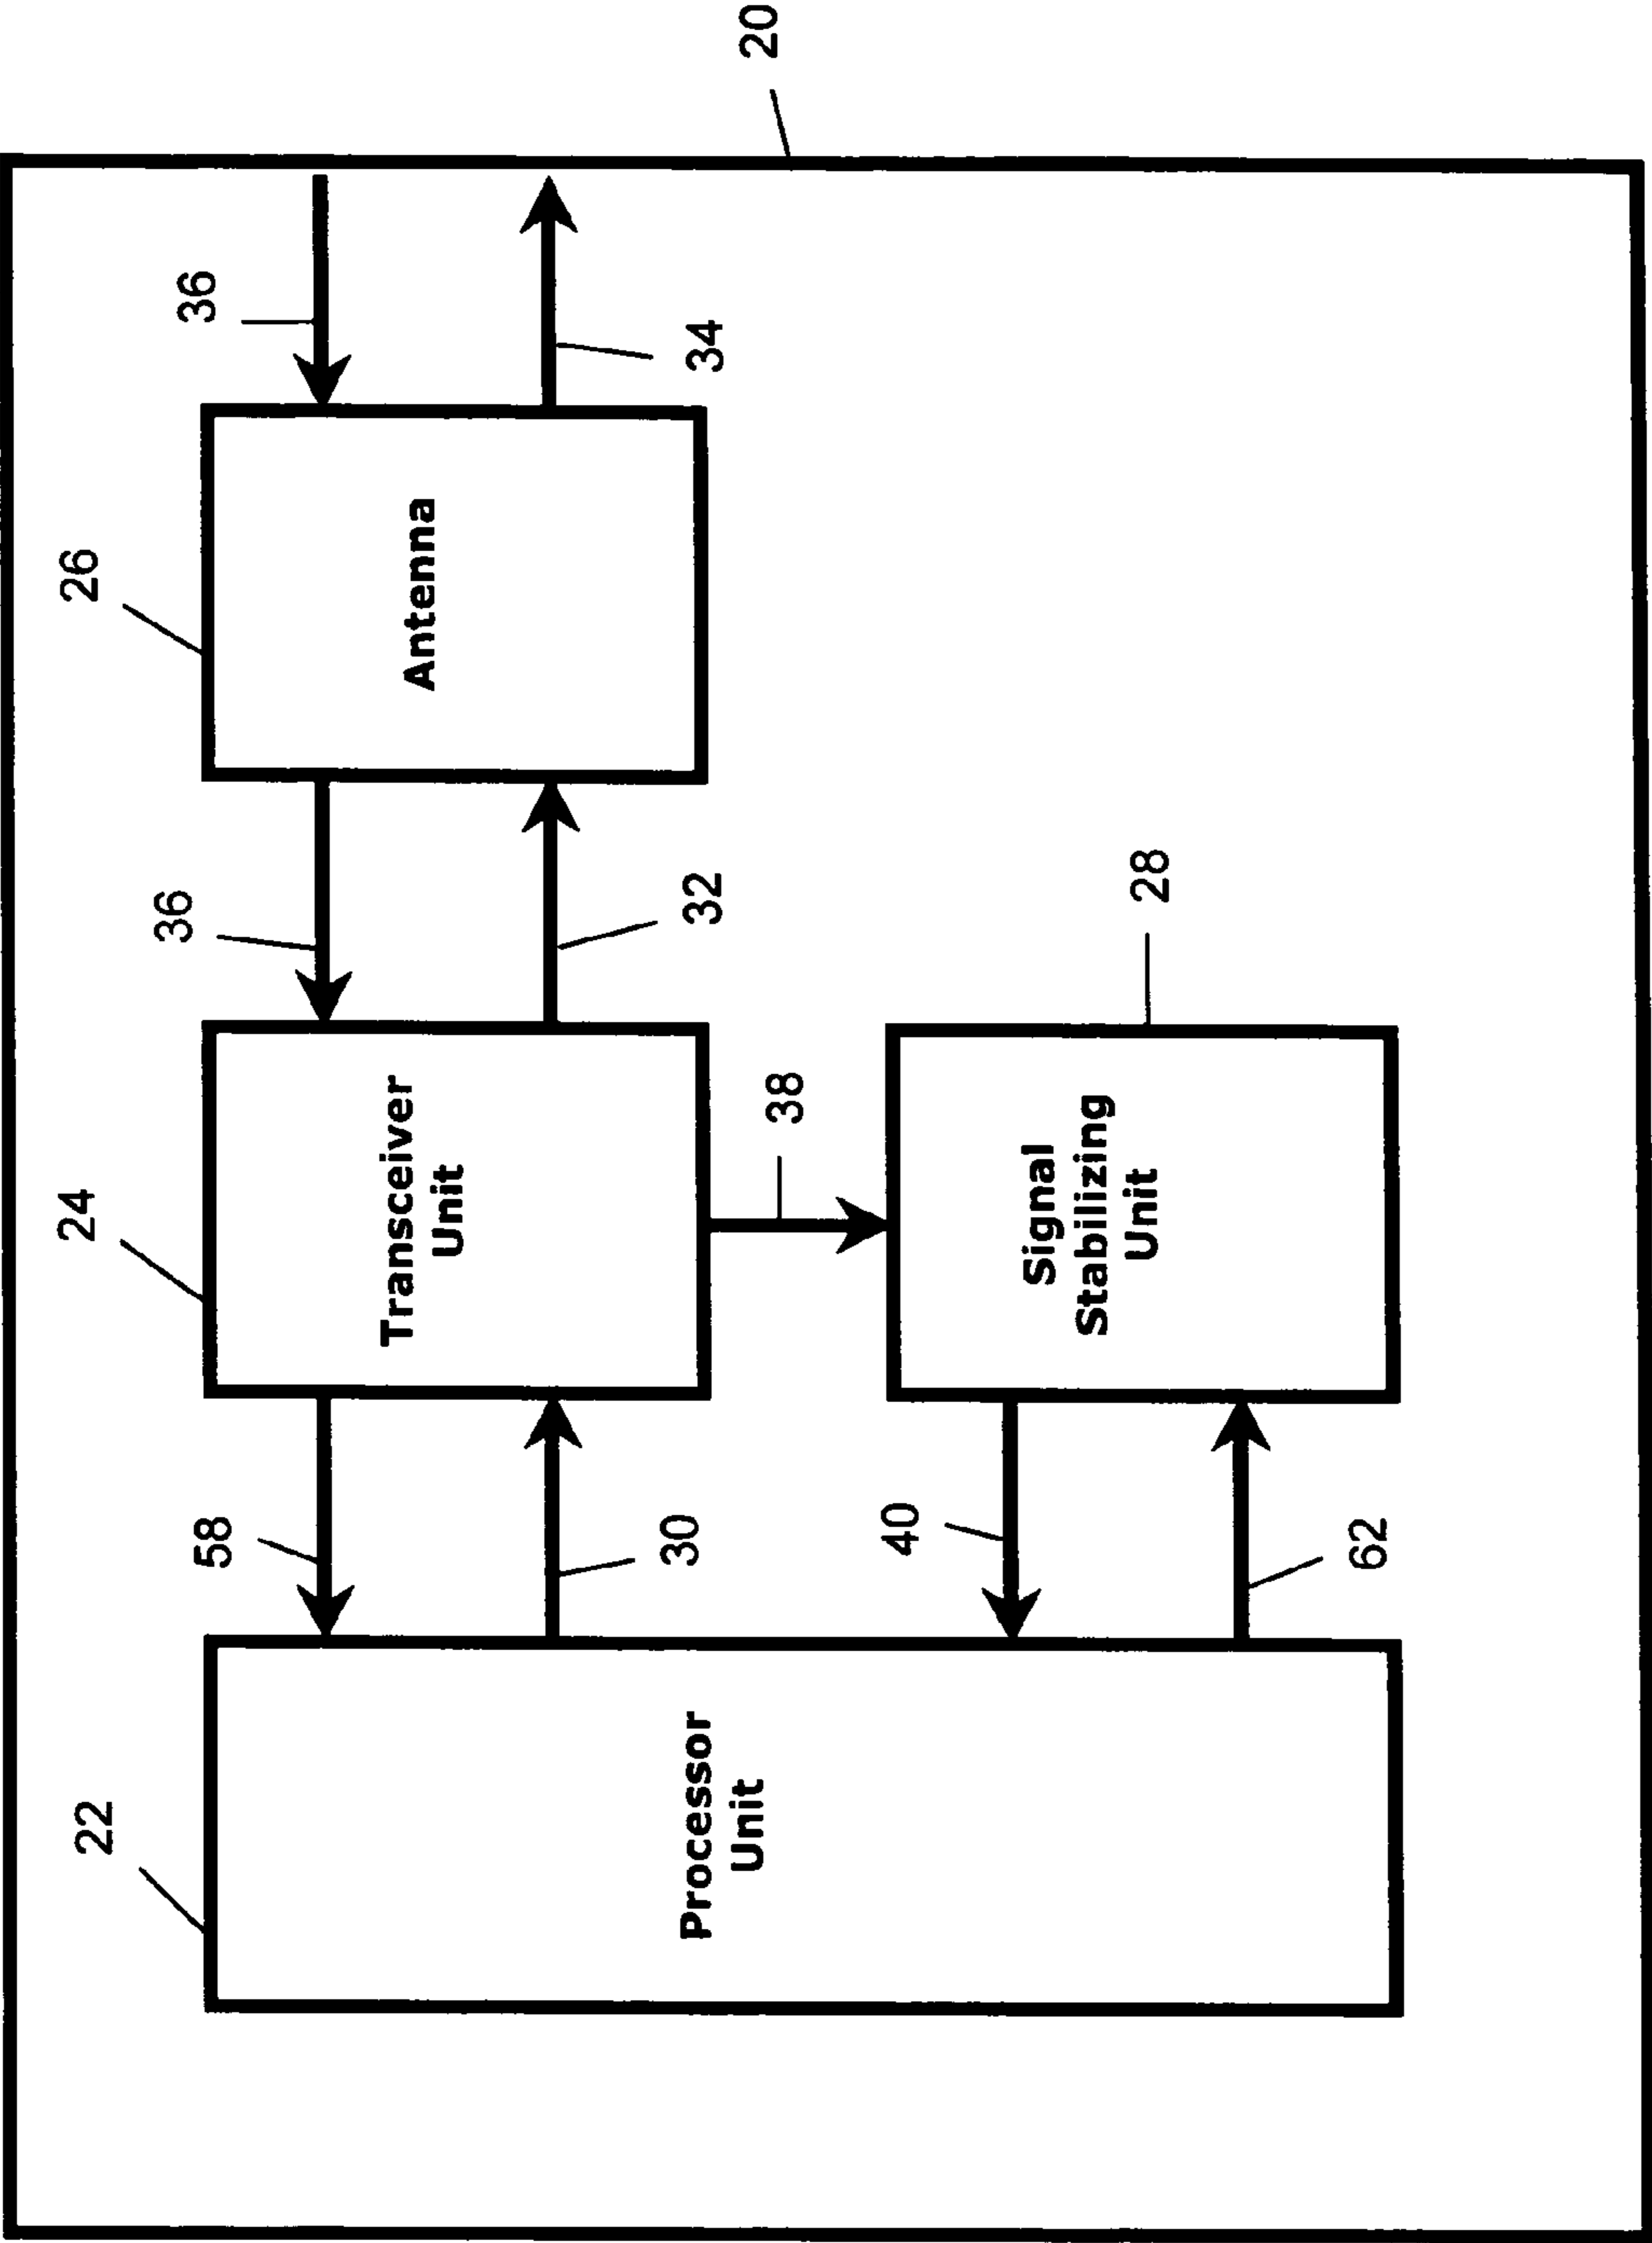 22
24
26
58
36
36
Transceiver
Unit
Antenna
Processor
Unit
30
32
34
20
38
40
Signal
Stabilizing
Unit
28
62